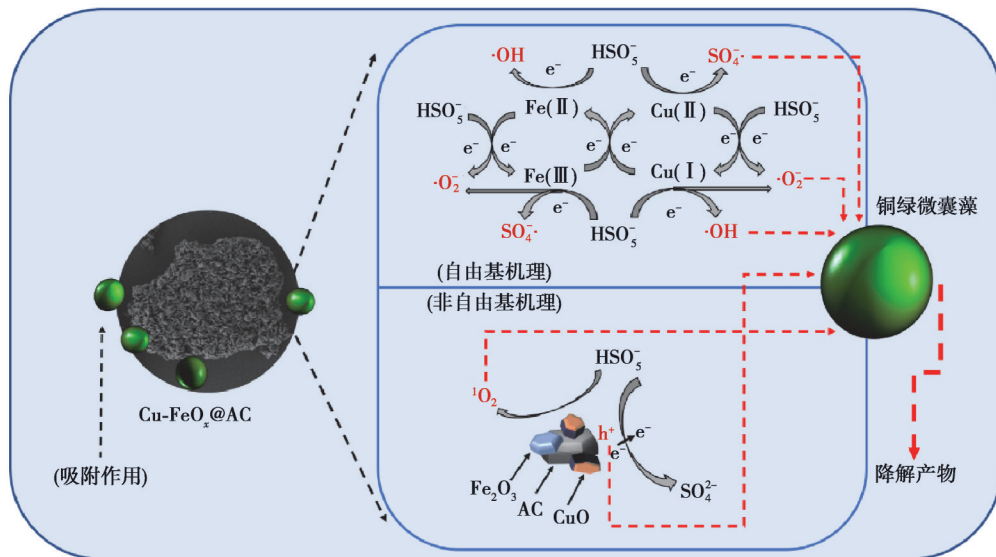 ·OH
HSO₅⁻
SO₄⁻·
e⁻
e⁻
HSO₅⁻
Fe(Ⅱ)
Cu(Ⅱ)
HSO₅⁻
e⁻
e⁻
e⁻
e⁻
e⁻
e⁻
·O₂⁻
Fe(Ⅲ)
Cu(Ⅰ)
·O₂⁻
e⁻
e⁻
SO₄⁻·
HSO₅⁻
·OH
铜绿微囊藻
(自由基机理)
(非自由基机理)
HSO₅⁻
¹O₂
h⁺
e⁻
e⁻
Cu-FeOₓ@AC
(吸附作用)
Fe₂O₃
AC
CuO
SO₄²⁻
降解产物